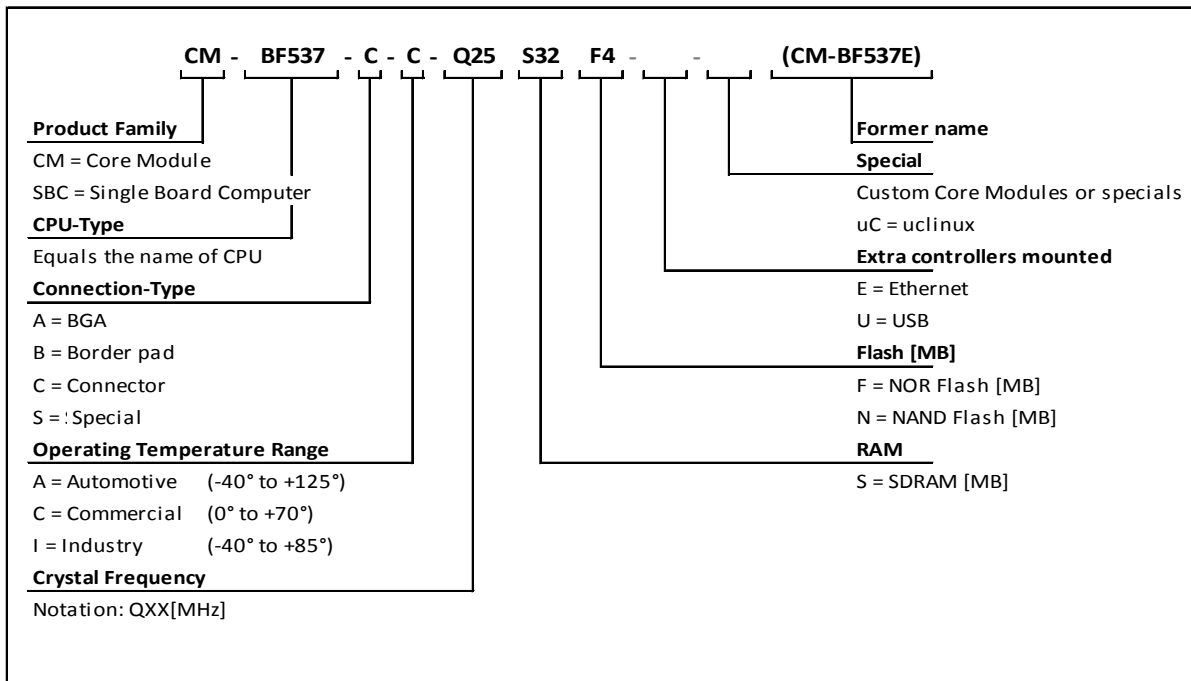 CM - BF537 - C - C - Q25 S32 F4 - - (CM-BF537E)
Product Family
CM = Core Module
SBC = Single Board Computer
CPU-Type
Equals the name of CPU
Connection-Type
A = BGA
B = Border pad
C = Connector
S = Special
Operating Temperature Range
A = Automotive (-40° to +125°)
C = Commercial (0° to +70°)
I = Industry (-40° to +85°)
Crystal Frequency
Notation: QXX[MHz]
Former name
Special
Custom Core Modules or specials
uC = uclinux
Extra controllers mounted
E = Ethernet
U = USB
Flash [MB]
F = NOR Flash [MB]
N = NAND Flash [MB]
RAM
S = SDRAM [MB]